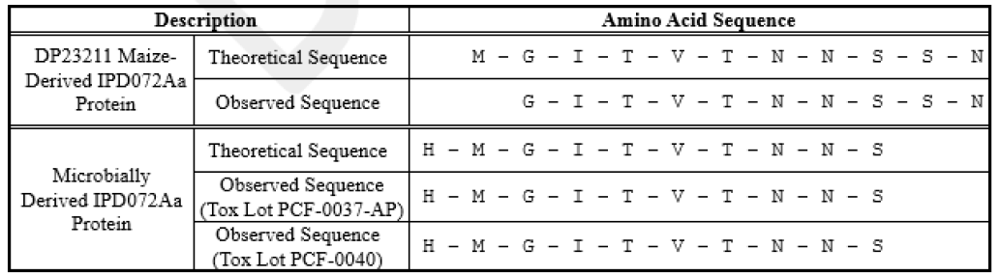 Description Amino Acid Sequence
DP23211 Maize-
Derived IPD072Aa
Protein
Theoretical Sequence M – G – I – T – V – T – N – N – S – S – N
Observed Sequence G – I – T – V – T – N – N – S – S – N
Microbially
Derived IPD072Aa
Protein
Theoretical Sequence H – M – G – I – T – V – T – N – N – S
Observed Sequence
(Tox Lot PCF-0037-AP)
H – M – G – I – T – V – T – N – N – S
Observed Sequence
(Tox Lot PCF-0040)
H – M – G – I – T – V – T – N – N – S